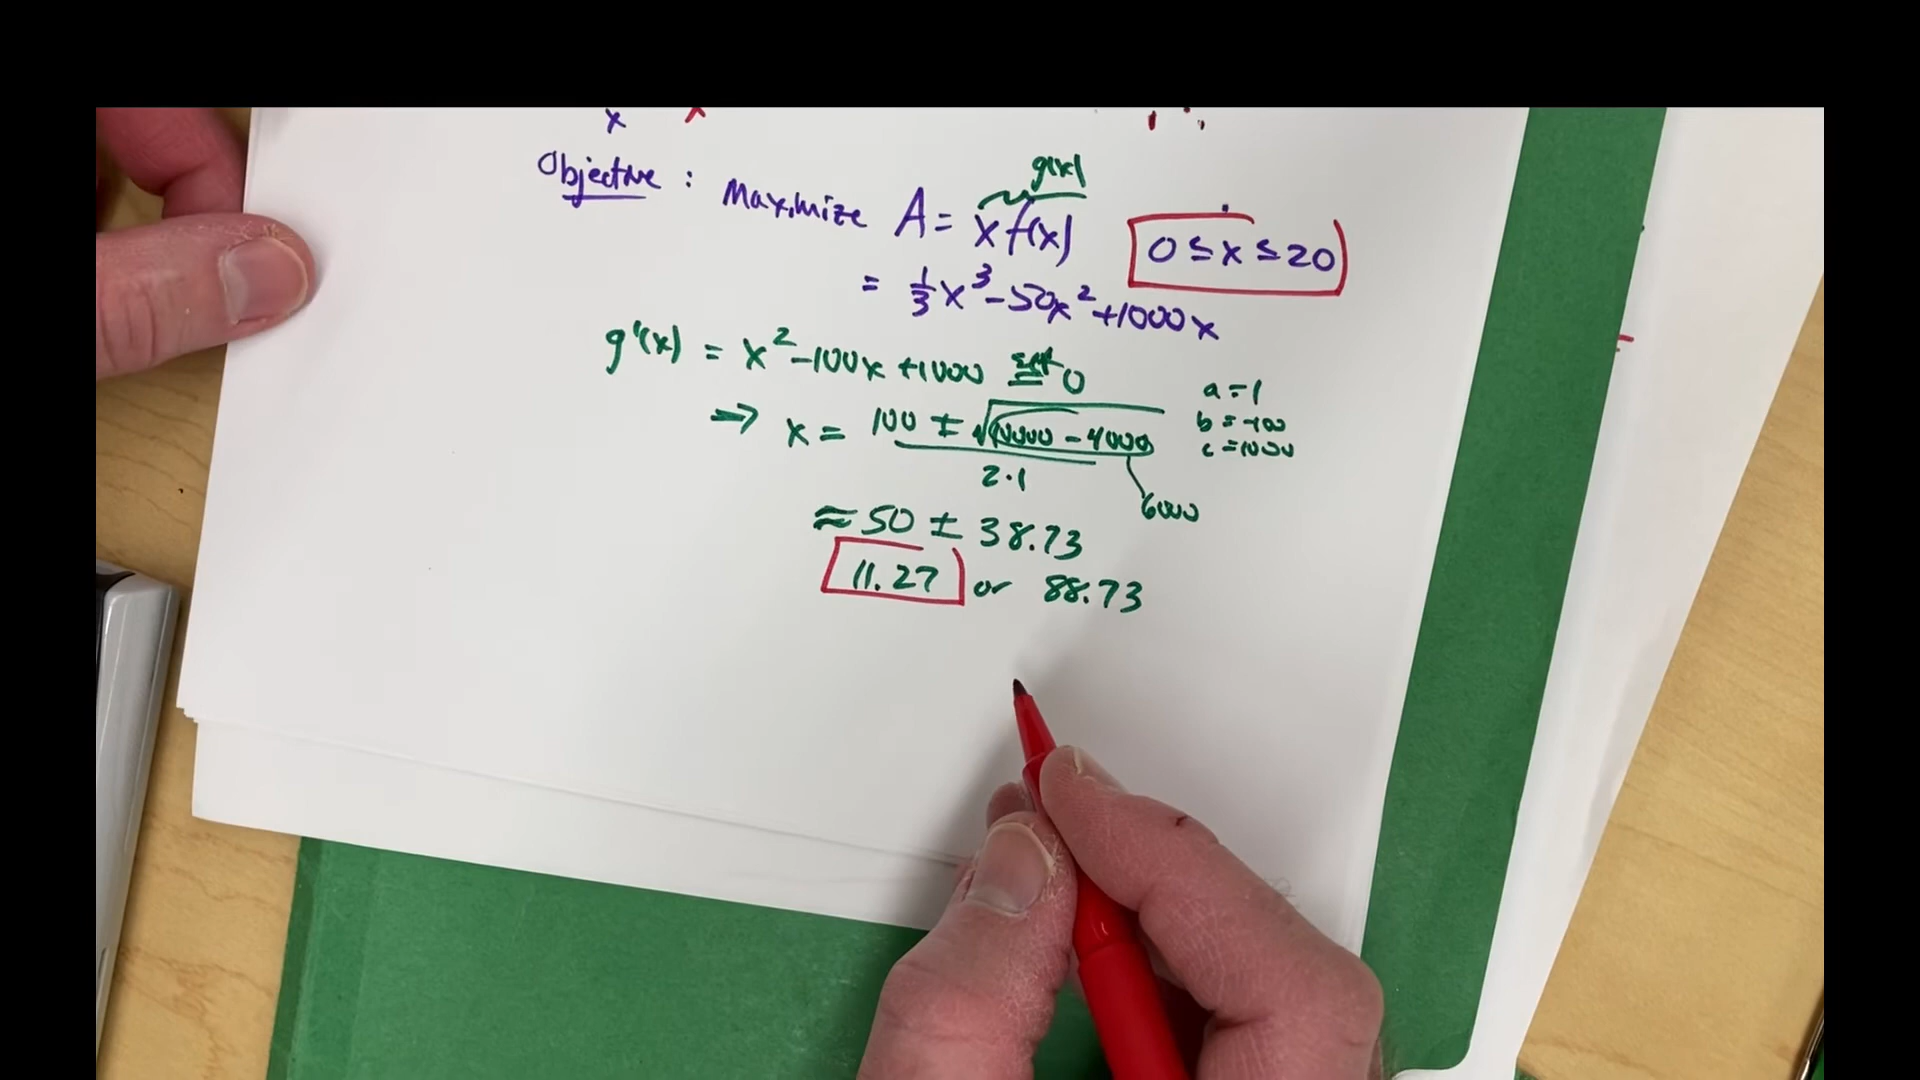 x
Objective : Maximize A = x f(x) g(x) 0 ≤ x ≤ 20
= 1/3 x³ - 50x² + 1000x
g'(x) = x² - 100x + 1000 set = 0
⇒ x = 100 ± √(10000 - 4000) / 2·1
a = 1
b = -100
c = 1000
6000
≈ 50 ± 38.73
11.27 or 88.73